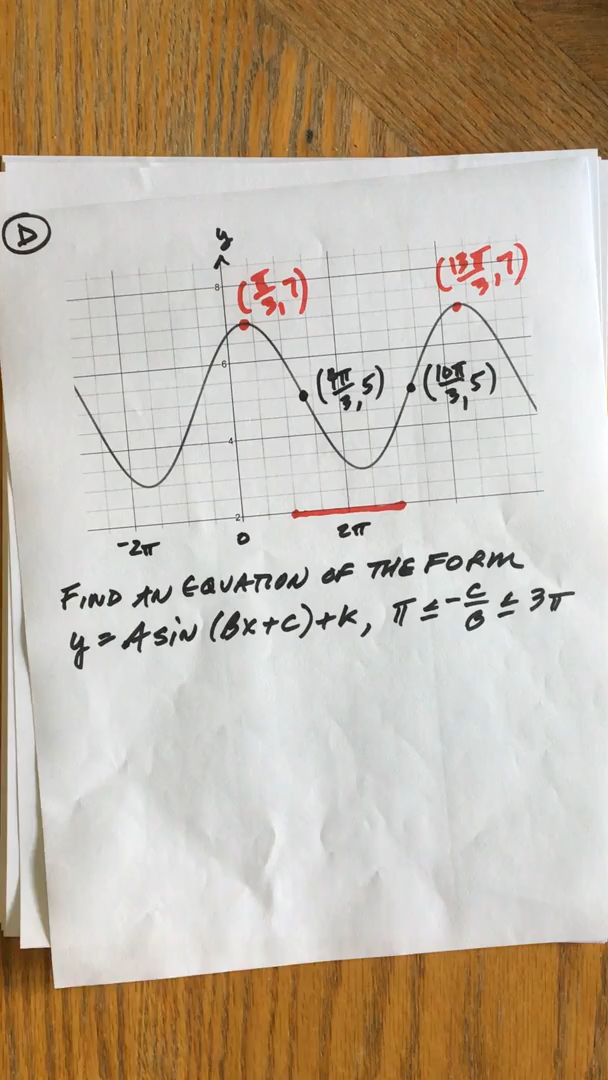 D
y
8
(π/3, 7)
(13π/3, 7)
6
(4π/3, 5)
(10π/3, 5)
4
2
-2π
0
2π
FIND AN EQUATION OF THE FORM
y = A sin (Bx+C)+K, π ≤ -C/B ≤ 3π